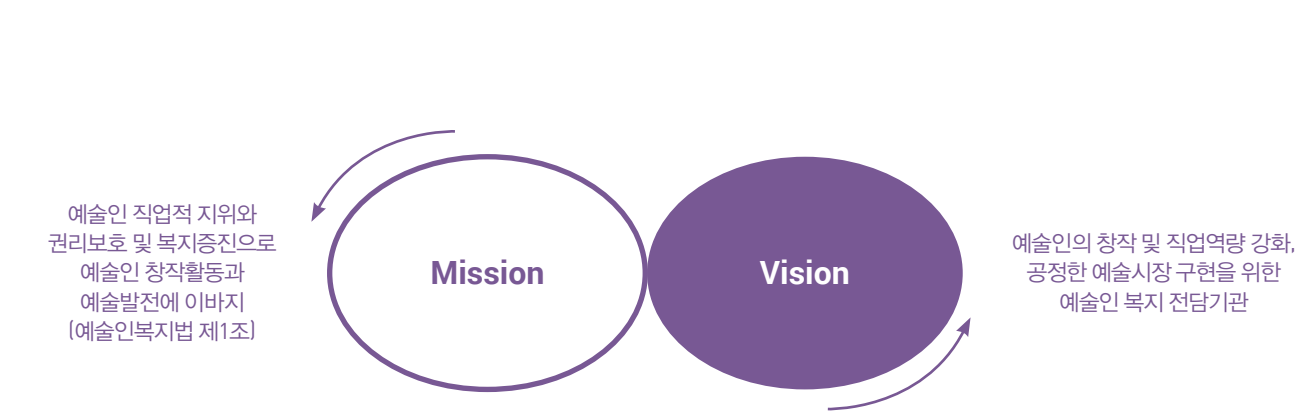 예술인 직업적 지위와
권리보호 및 복지증진으로
예술인 창작활동과
예술발전에 이바지
(예술인복지법 제1조)
Mission
Vision
예술인의 창작 및 직업역량 강화,
공정한 예술시장 구현을 위한
예술인 복지 전담기관